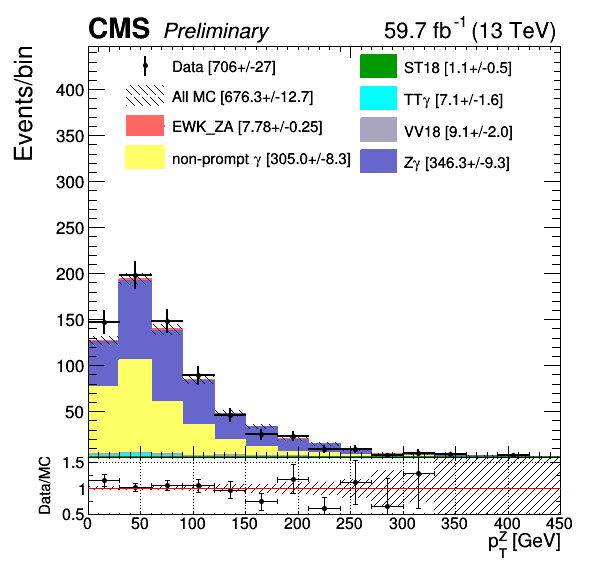 CMS Preliminary 59.7 fb⁻¹ (13 TeV)
Events/bin
Data [706+/-27]
All MC [676.3+/-12.7]
EWK_ZA [7.78+/-0.25]
non-prompt γ [305.0+/-8.3]
ST18 [1.1+/-0.5]
TTγ [7.1+/-1.6]
VV18 [9.1+/-2.0]
Zγ [346.3+/-9.3]
400
350
300
250
200
150
100
50
Data/MC
1.5
1
0.5
0 50 100 150 200 250 300 350 400 450
p_T^Z [GeV]